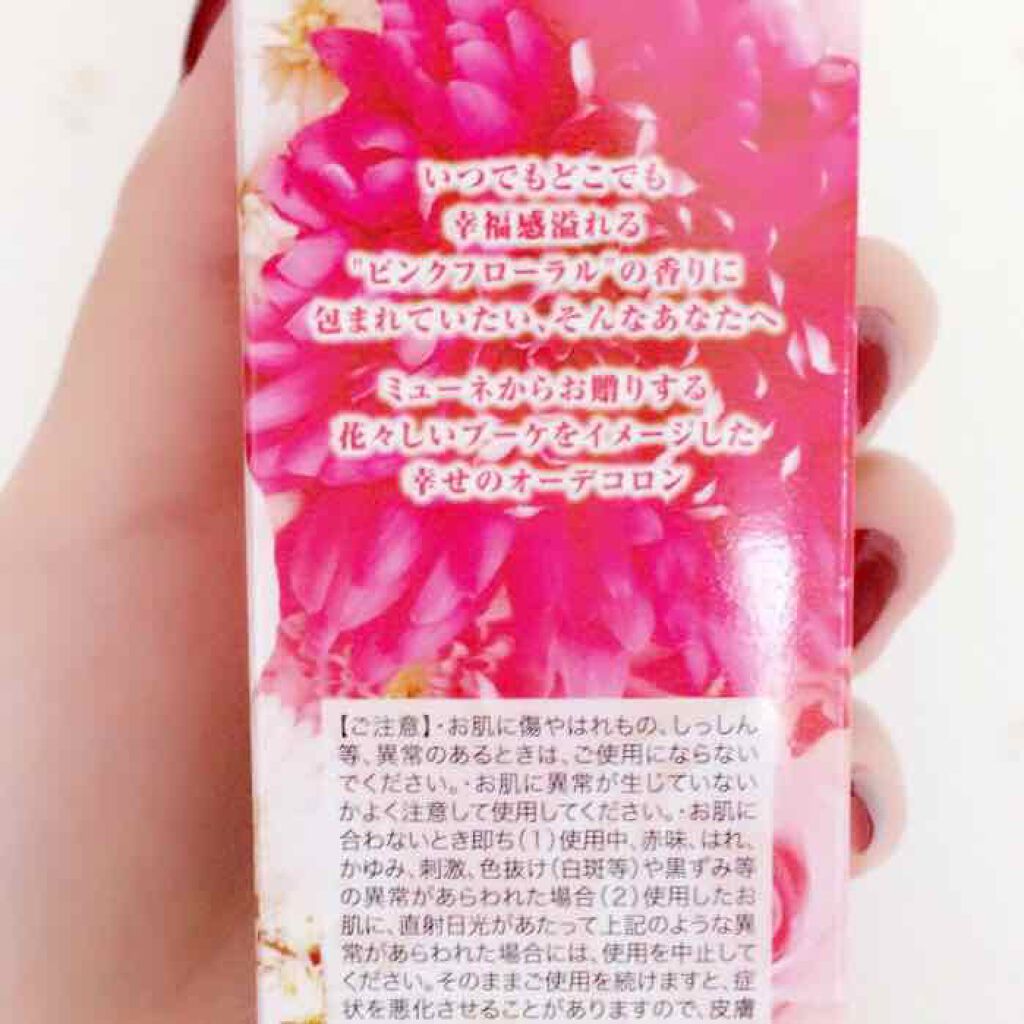 いつでもどこでも
幸福感溢れる
"ピンクフローラル"の香りに
包まれていたい、そんなあなたへ
ミューネからお贈りする
花々しいブーケをイメージした
幸せのオーデコロン
【ご注意】・お肌に傷やはれもの、しっしん
等、異常のあるときは、ご使用にならない
でください。・お肌に異常が生じていない
かよく注意して使用してください。・お肌に
合わないとき即ち(1)使用中、赤味、はれ、
かゆみ、刺激、色抜け(白斑等)や黒ずみ等
の異常があらわれた場合(2)使用したお
肌に、直射日光があたって上記のような異
常があらわれた場合には、使用を中止して
ください。そのままご使用を続けますと、症
状を悪化させることがありますので、皮膚